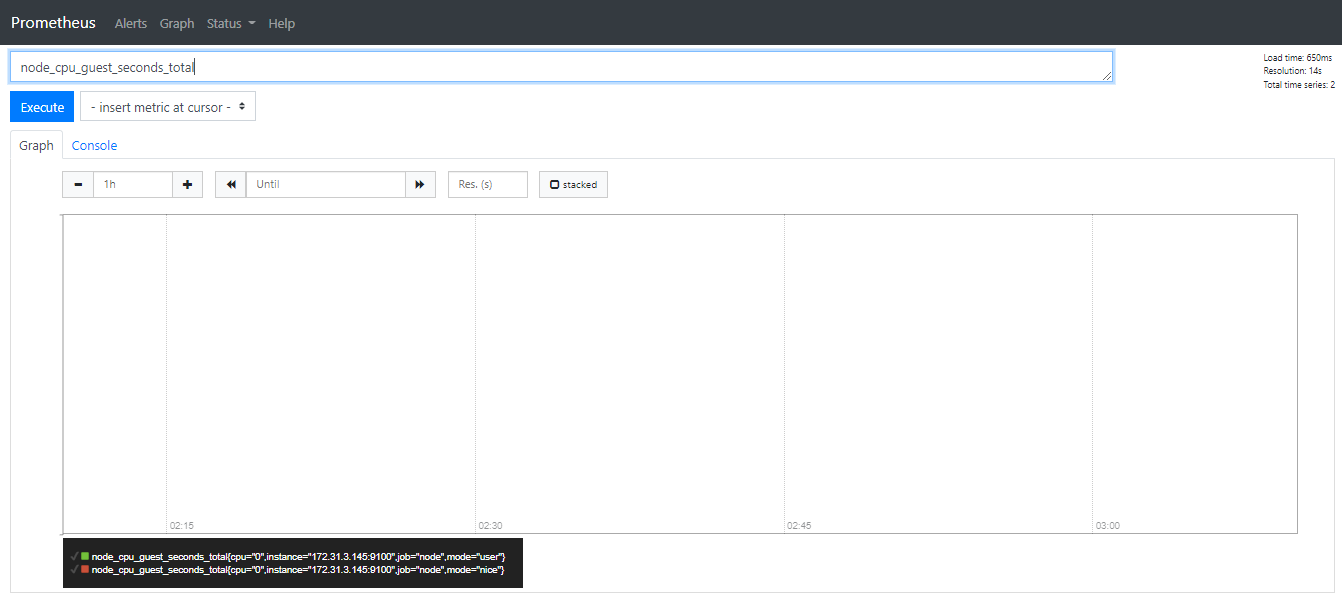 Prometheus Alerts Graph Status Help
node_cpu_guest_seconds_total
Load time: 650ms
Resolution: 14s
Total time series: 2
Execute - insert metric at cursor -
Graph Console
1h Until Res. (s) stacked
02:15 02:30 02:45 03:00
node_cpu_guest_seconds_total{cpu="0",instance="172.31.3.145:9100",job="node",mode="user"}
node_cpu_guest_seconds_total{cpu="0",instance="172.31.3.145:9100",job="node",mode="nice"}